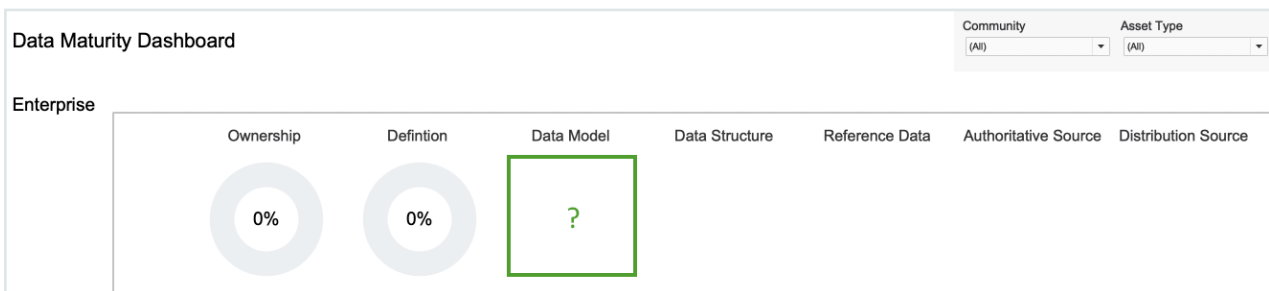 Data Maturity Dashboard
Community
Asset Type
(All)
(All)
Enterprise
Ownership
Defintion
Data Model
Data Structure
Reference Data
Authoritative Source
Distribution Source
0%
0%
?